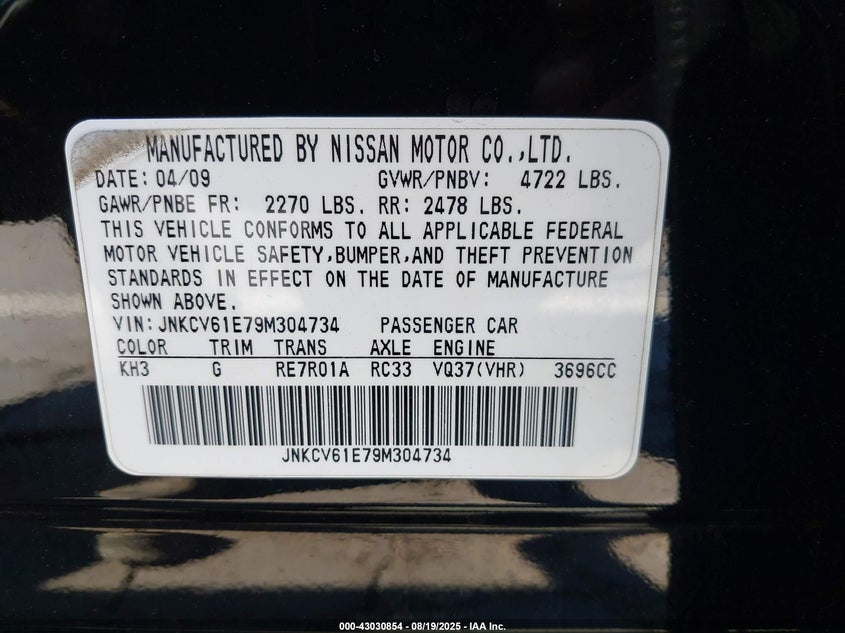 MANUFACTURED BY NISSAN MOTOR CO.,LTD.
DATE: 04/09 GVWR/PNBV: 4722 LBS.
GAWR/PNBE FR: 2270 LBS. RR: 2478 LBS.
THIS VEHICLE CONFORMS TO ALL APPLICABLE FEDERAL
MOTOR VEHICLE SAFETY,BUMPER,AND THEFT PREVENTION
STANDARDS IN EFFECT ON THE DATE OF MANUFACTURE
SHOWN ABOVE.
VIN:JNKCV61E79M304734 PASSENGER CAR
COLOR TRIM TRANS AXLE ENGINE
KH3 G RE7R01A RC33 VQ37(VHR) 3696CC
JNKCV61E79M304734
000-43030854 - 08/19/2025 - IAA Inc.